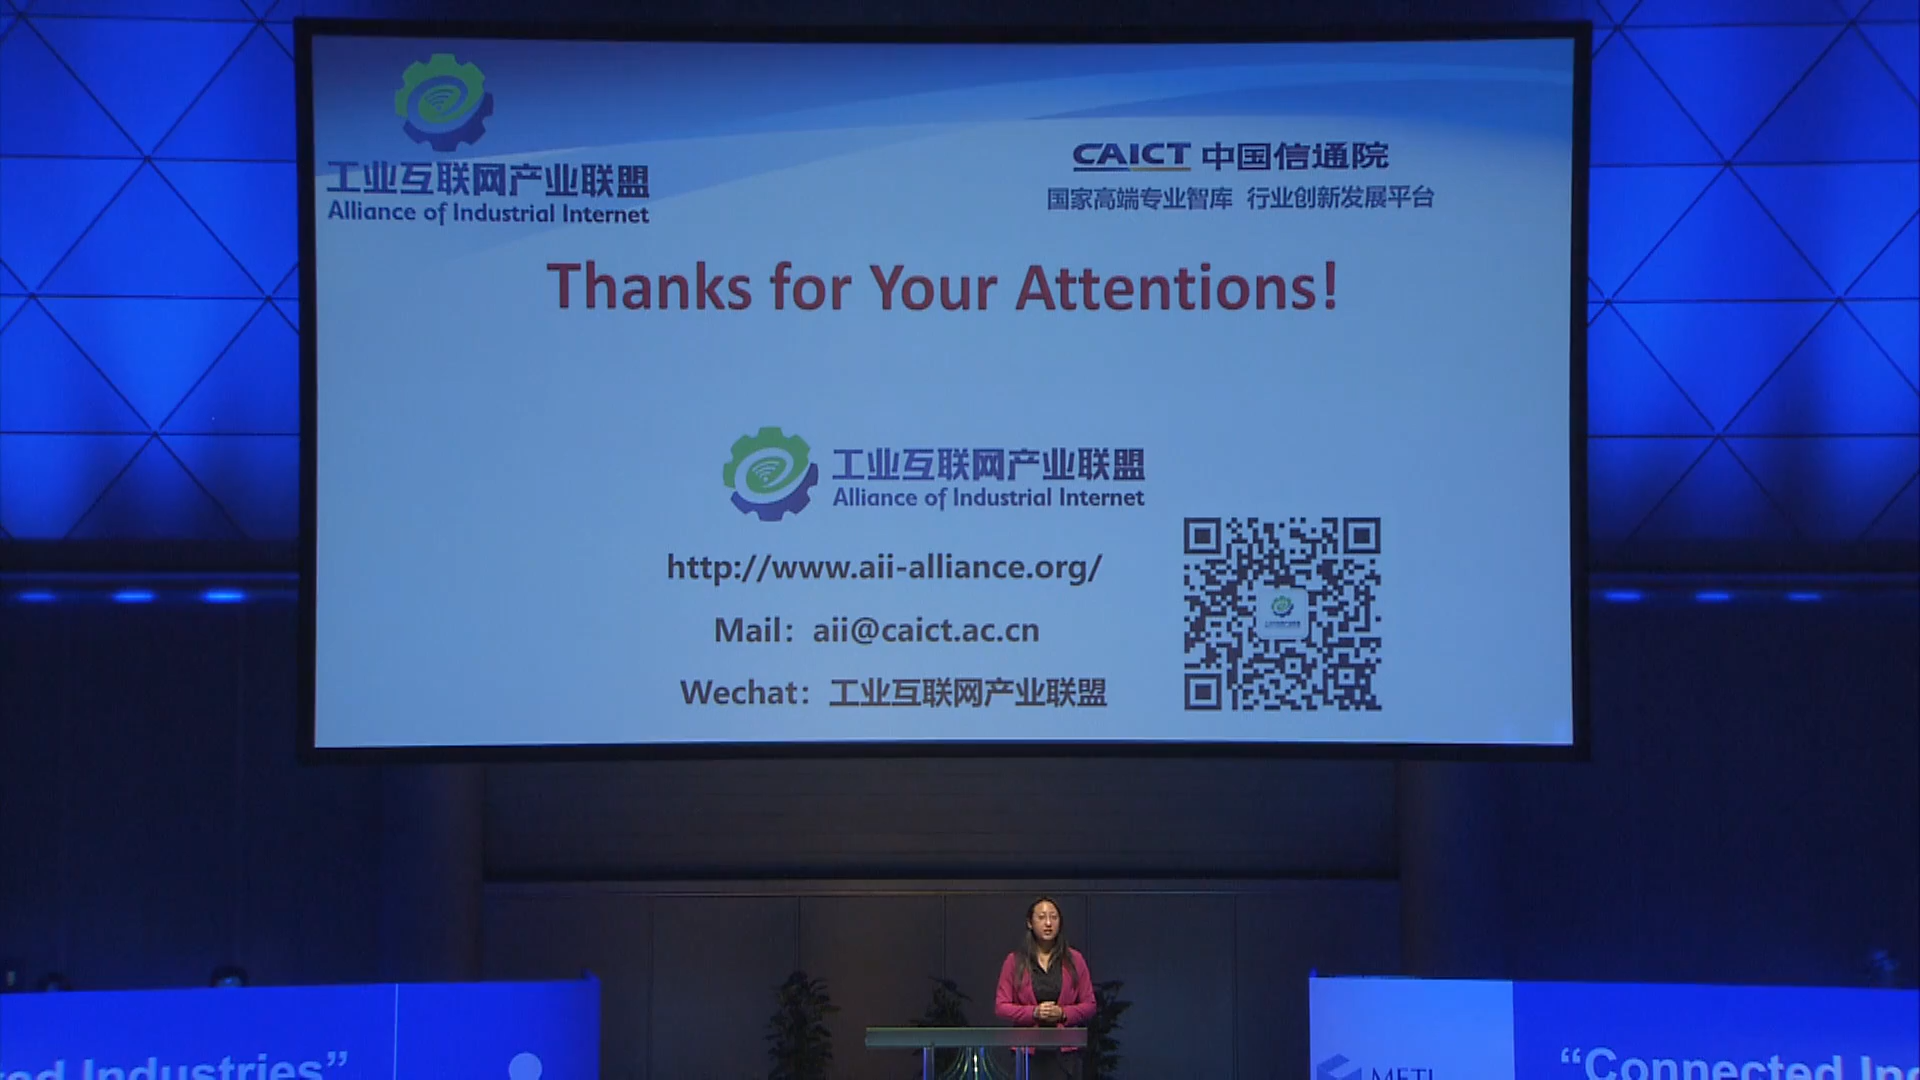 工业互联网产业联盟
Alliance of Industrial Internet
CAICT 中国信通院
国家高端专业智库 行业创新发展平台
Thanks for Your Attentions!
工业互联网产业联盟
Alliance of Industrial Internet
http://www.aii-alliance.org/
Mail：aii@caict.ac.cn
Wechat：工业互联网产业联盟
Industries”
METI
“Connected